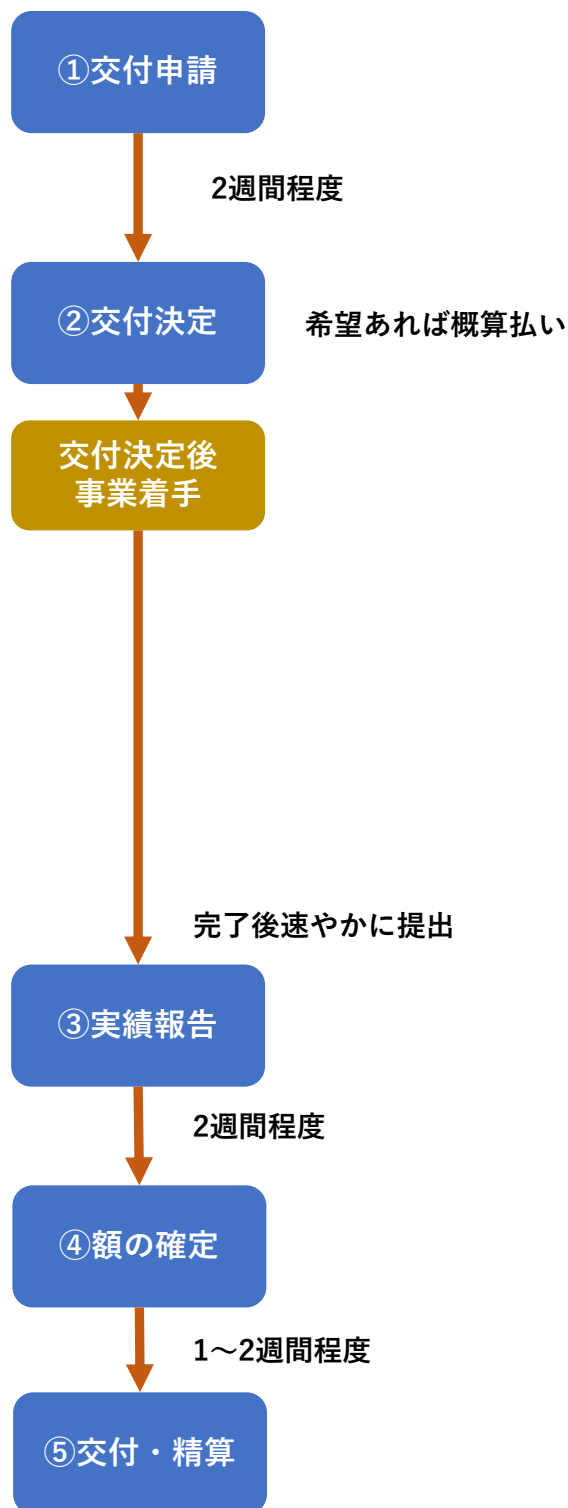 ①交付申請
2週間程度
②交付決定
希望あれば概算払い
交付決定後
事業着手
完了後速やかに提出
③実績報告
2週間程度
④額の確定
1～2週間程度
⑤交付・精算